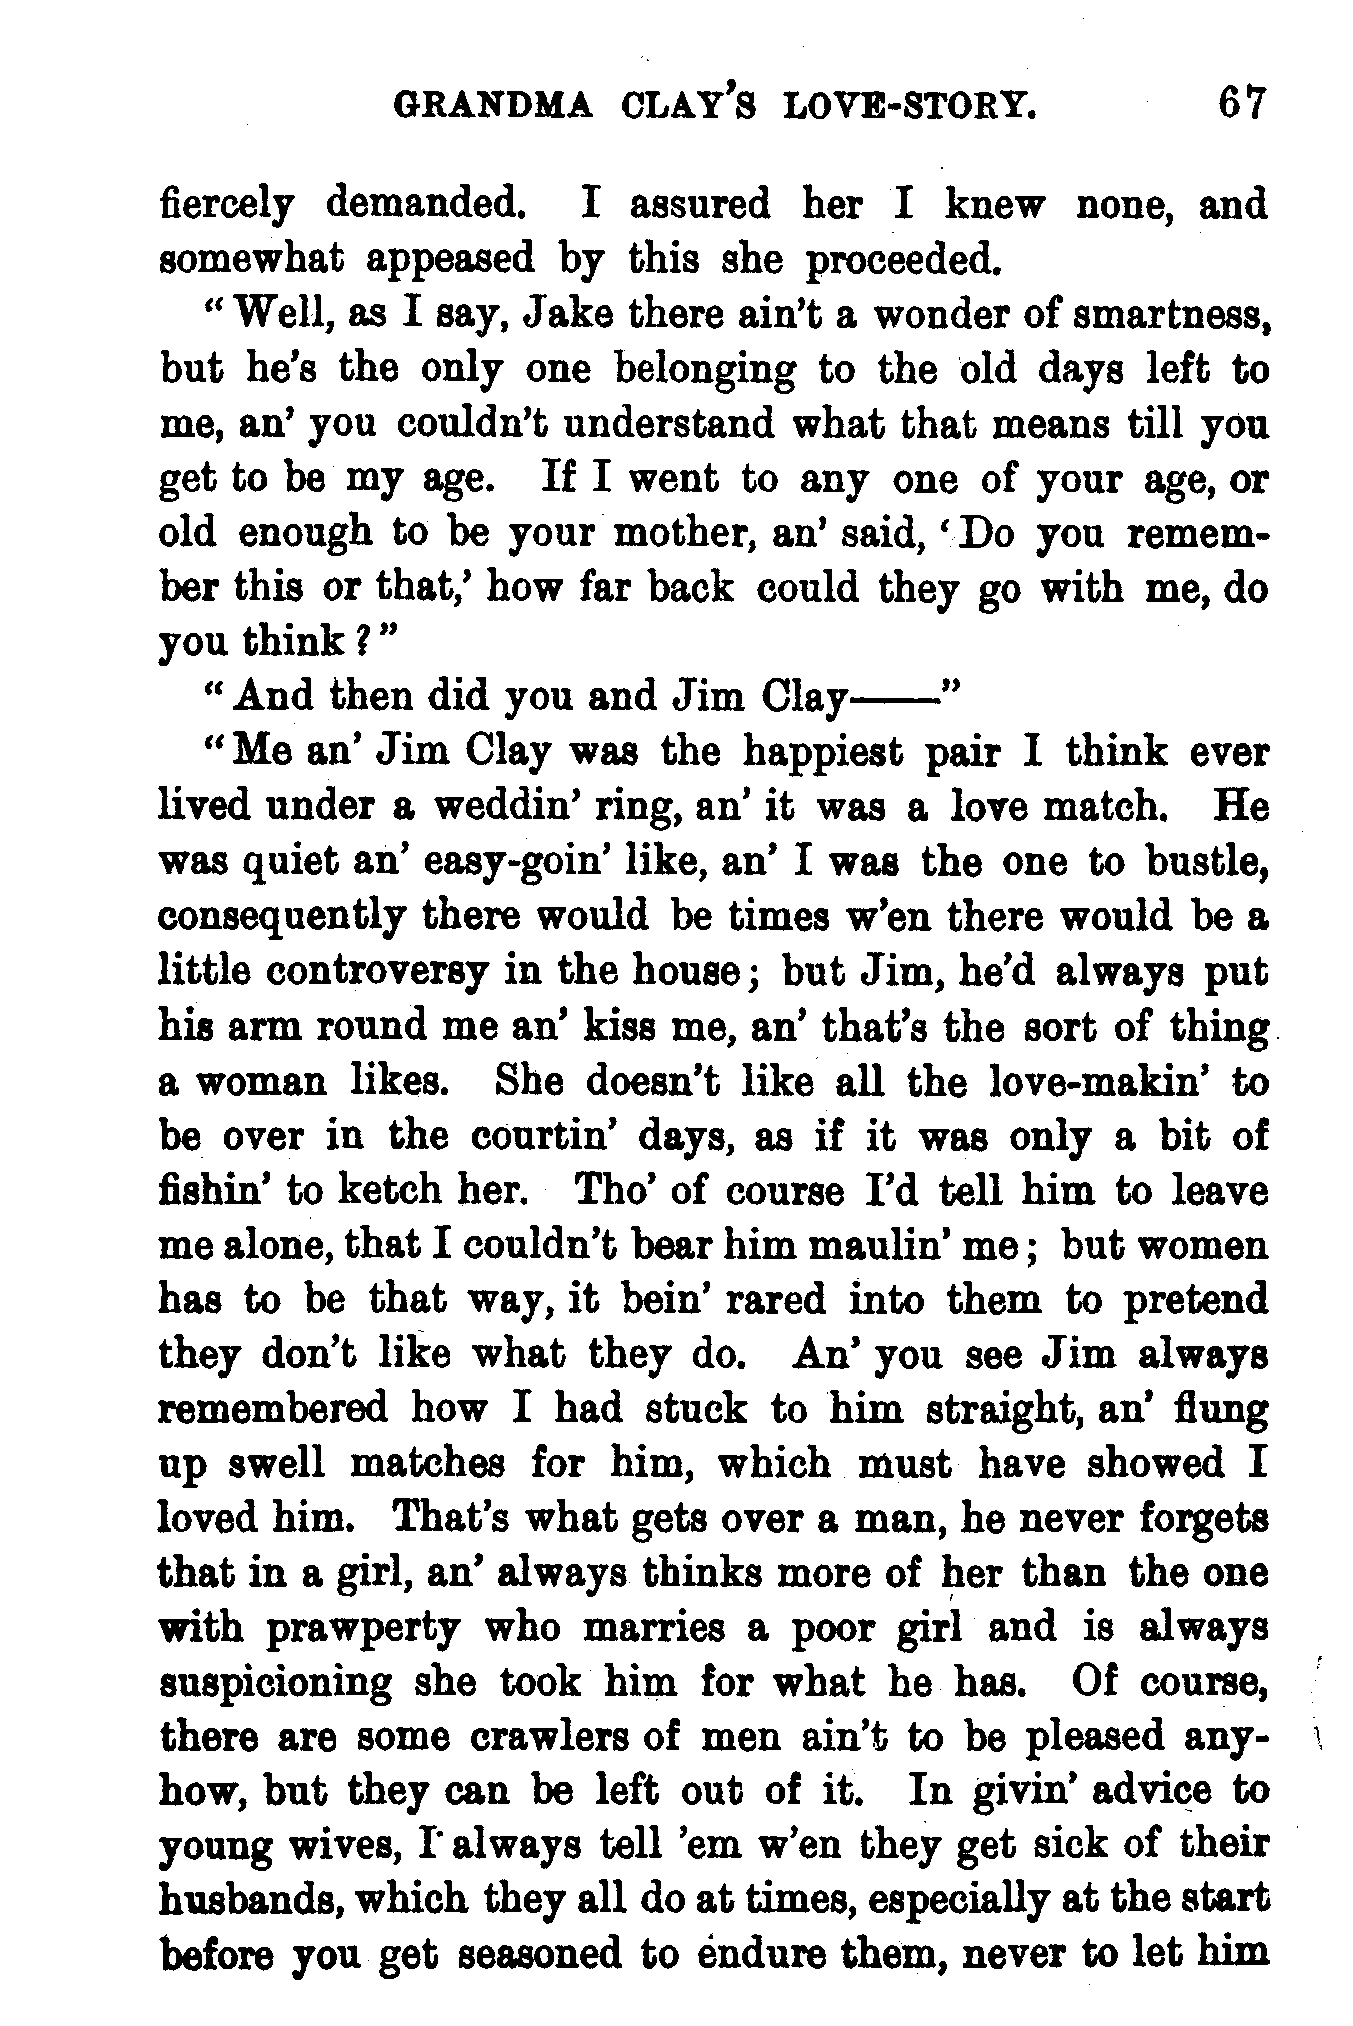 GRANDMA CLAY'S LOVE-STORY. 67
fiercely demanded. I assured her I knew none, and
somewhat appeased by this she proceeded.
“Well, as I say, Jake there ain't a wonder of smartness,
but he's the only one belonging to the old days left to
me, an' you couldn't understand what that means till you
get to be my age. If I went to any one of your age, or
old enough to be your mother, an' said, ‘Do you remem-
ber this or that,’ how far back could they go with me, do
you think?”
“And then did you and Jim Clay——”
“Me an' Jim Clay was the happiest pair I think ever
lived under a weddin' ring, an' it was a love match. He
was quiet an' easy-goin' like, an' I was the one to bustle,
consequently there would be times w'en there would be a
little controversy in the house; but Jim, he'd always put
his arm round me an' kiss me, an' that's the sort of thing
a woman likes. She doesn't like all the love-makin' to
be over in the courtin' days, as if it was only a bit of
fishin' to ketch her. Tho' of course I'd tell him to leave
me alone, that I couldn't bear him maulin' me; but women
has to be that way, it bein' rared into them to pretend
they don't like what they do. An' you see Jim always
remembered how I had stuck to him straight, an' flung
up swell matches for him, which must have showed I
loved him. That's what gets over a man, he never forgets
that in a girl, an' always thinks more of her than the one
with prawperty who marries a poor girl and is always
suspicioning she took him for what he has. Of course,
there are some crawlers of men ain't to be pleased any-
how, but they can be left out of it. In givin' advice to
young wives, I always tell 'em w'en they get sick of their
husbands, which they all do at times, especially at the start
before you get seasoned to endure them, never to let him